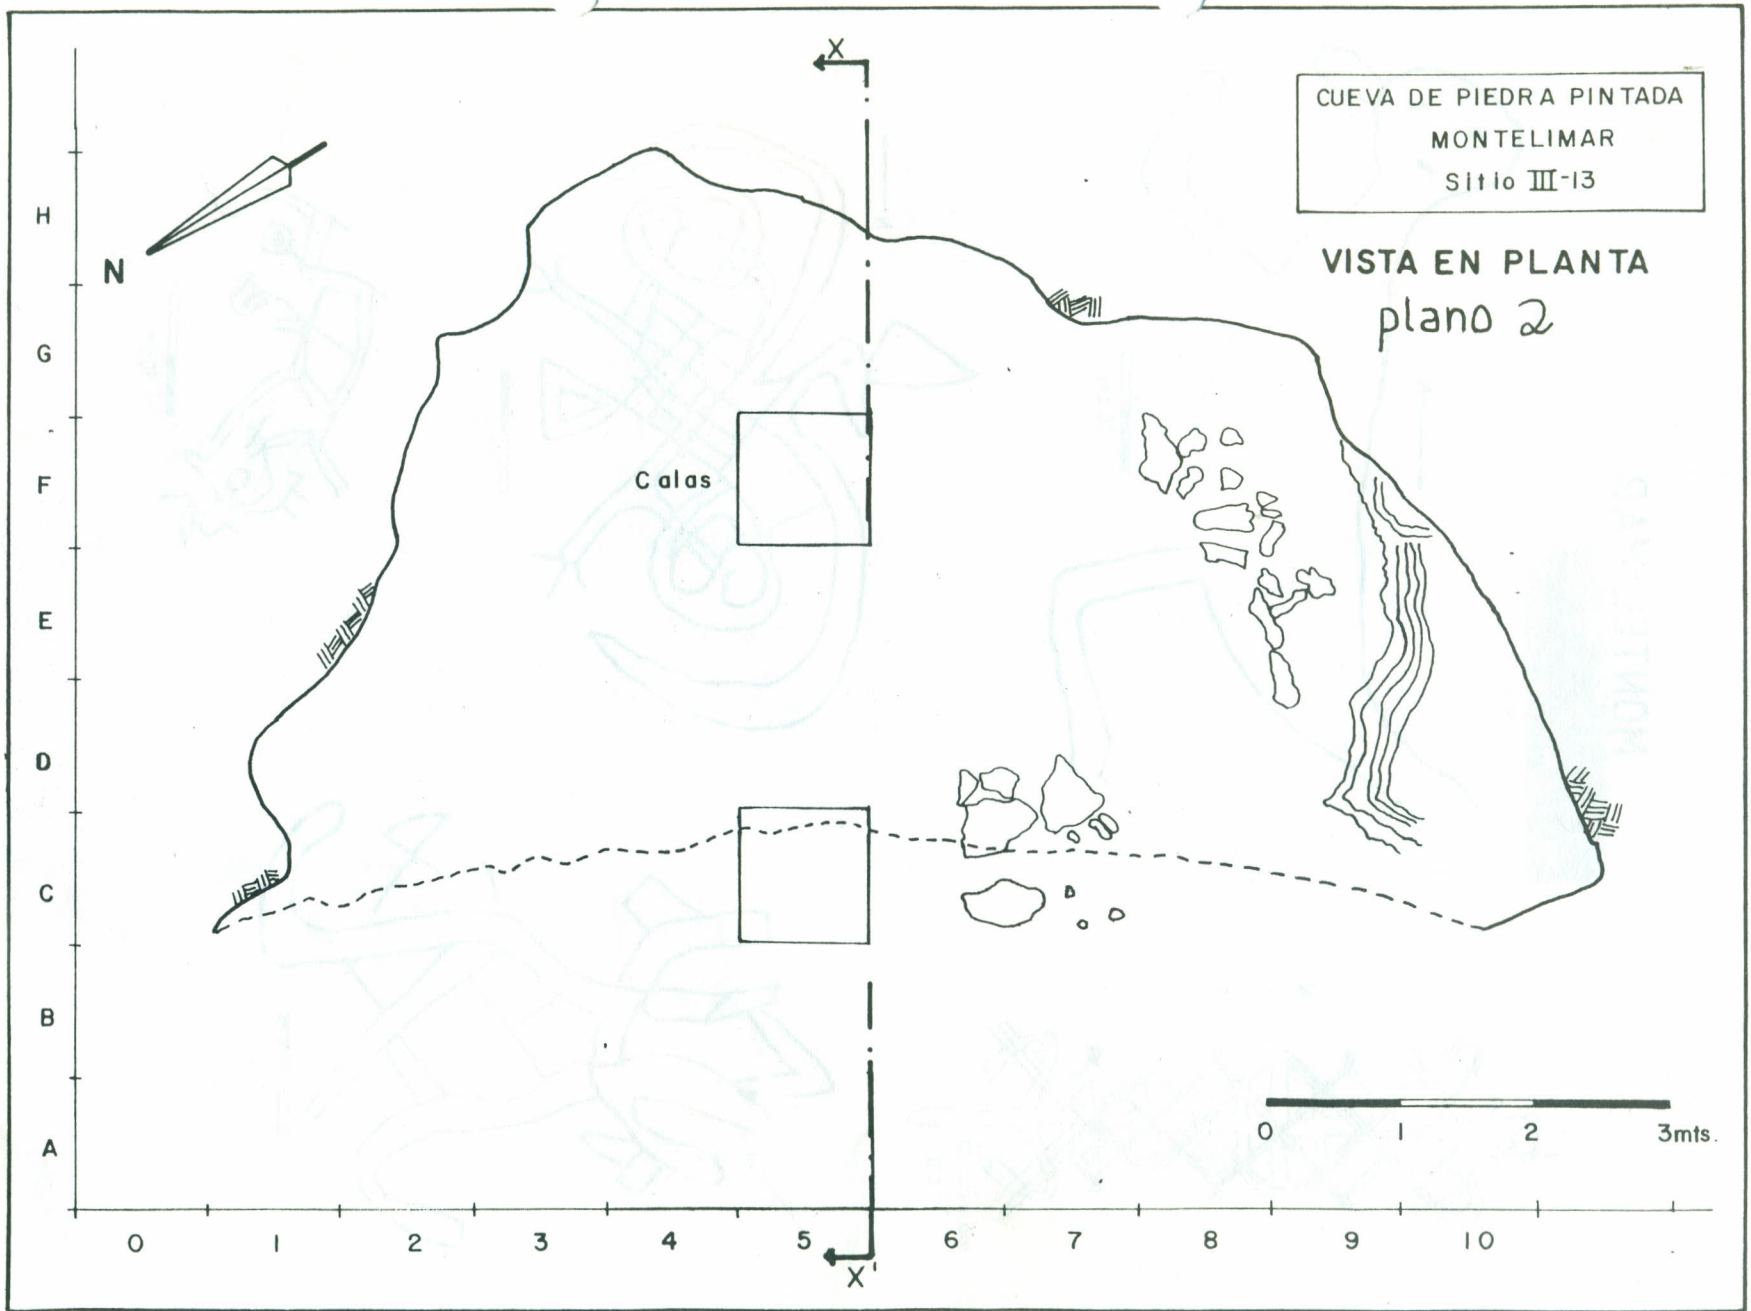 X
CUEVA DE PIEDRA PINTADA
MONTELIMAR
Sitio III-13
VISTA EN PLANTA
plano 2
N
H
G
F
E
D
C
B
A
Calas
0 1 2 3mts.
0 1 2 3 4 5 6 7 8 9 10
X'